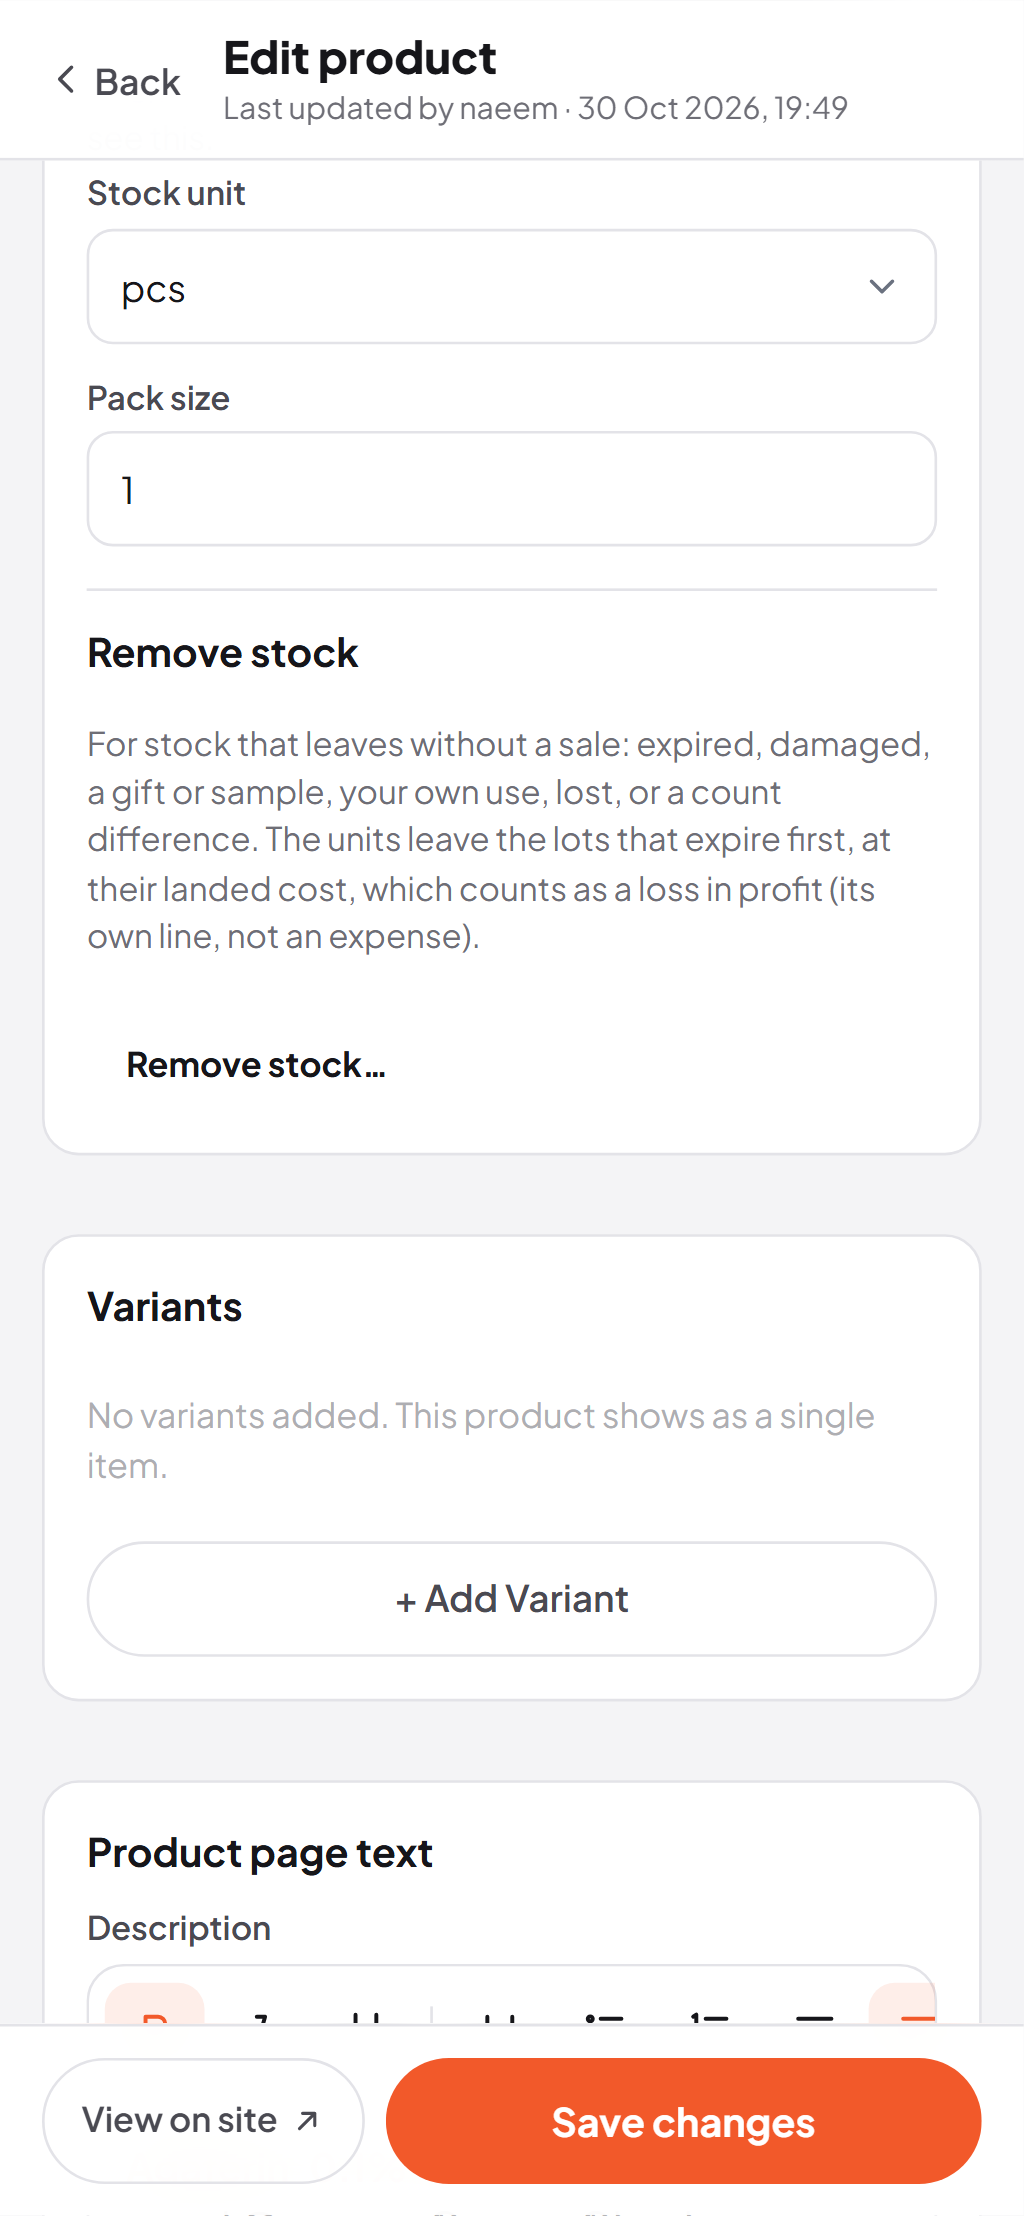 Back
Edit product
Last updated by naeem · 30 Oct 2026, 19:49
Stock unit
pcs
Pack size
1
Remove stock
For stock that leaves without a sale: expired, damaged,
a gift or sample, your own use, lost, or a count
difference. The units leave the lots that expire first, at
their landed cost, which counts as a loss in profit (its
own line, not an expense).
Remove stock…
Variants
No variants added. This product shows as a single
item.
+ Add Variant
Product page text
Description
View on site ↗
Save changes